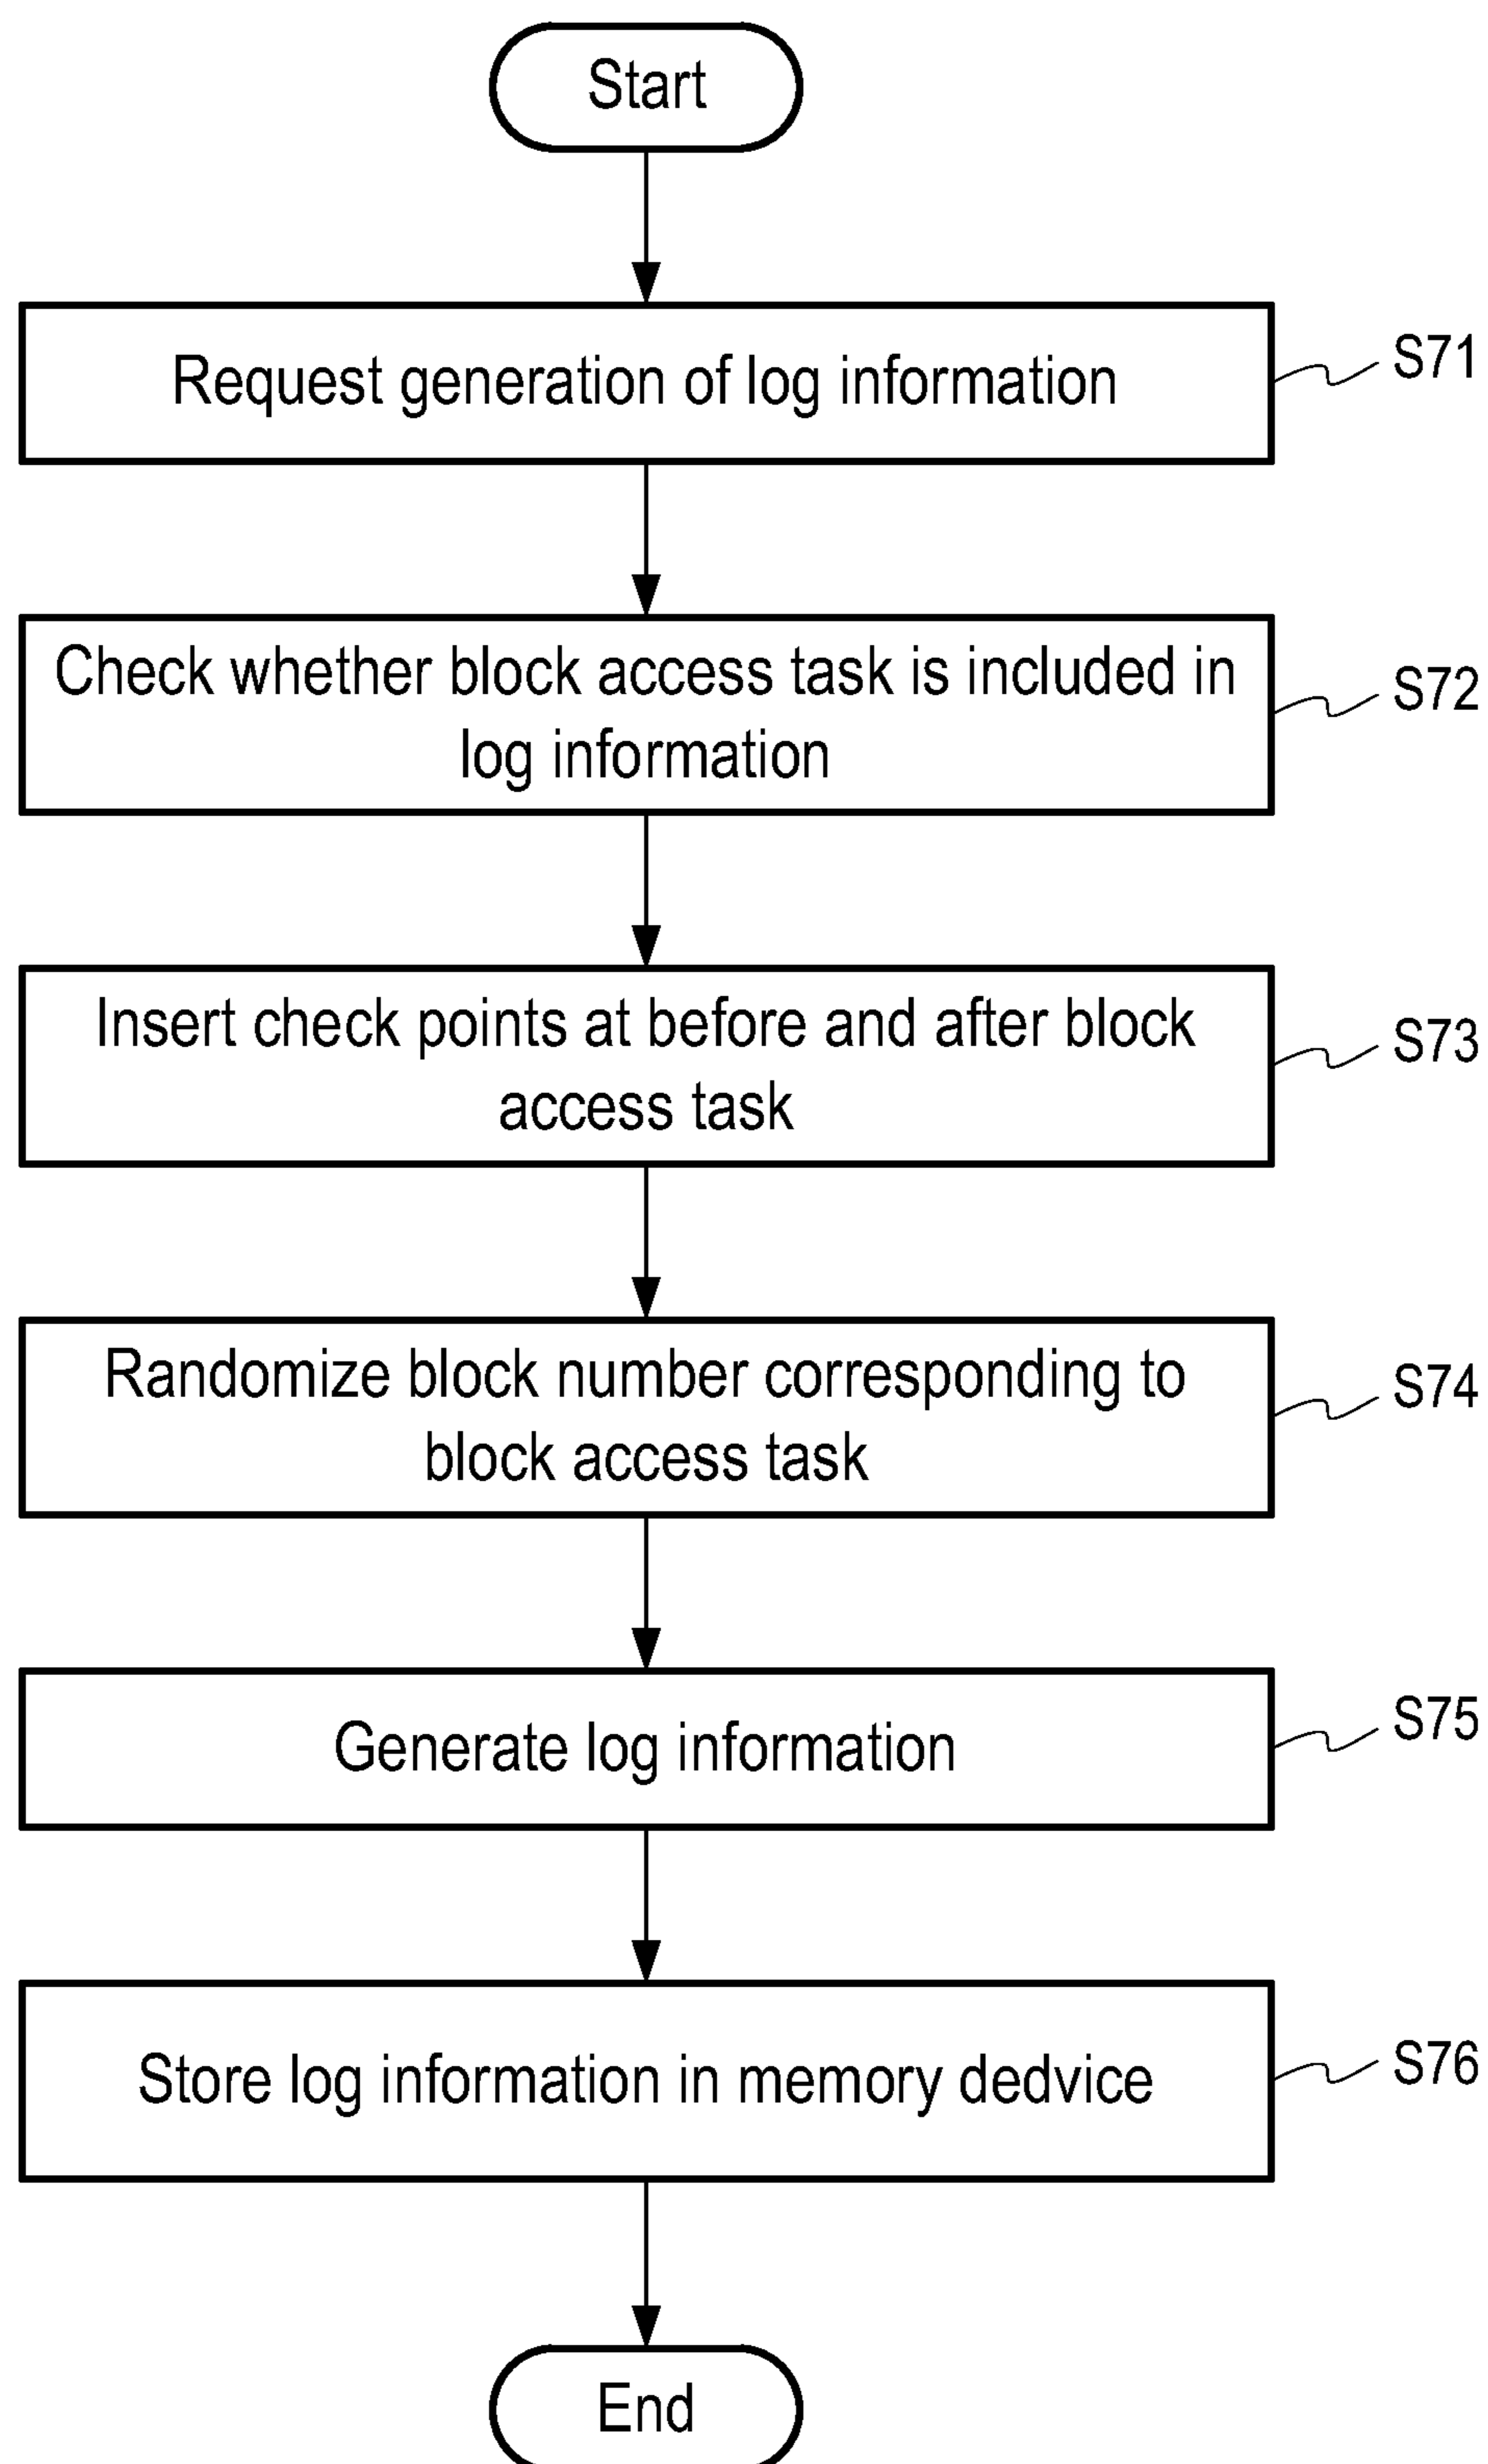 Start
Request generation of log information
S71
Check whether block access task is included in
log information
S72
Insert check points at before and after block
access task
S73
Randomize block number corresponding to
block access task
S74
Generate log information
S75
Store log information in memory dedvice
S76
End